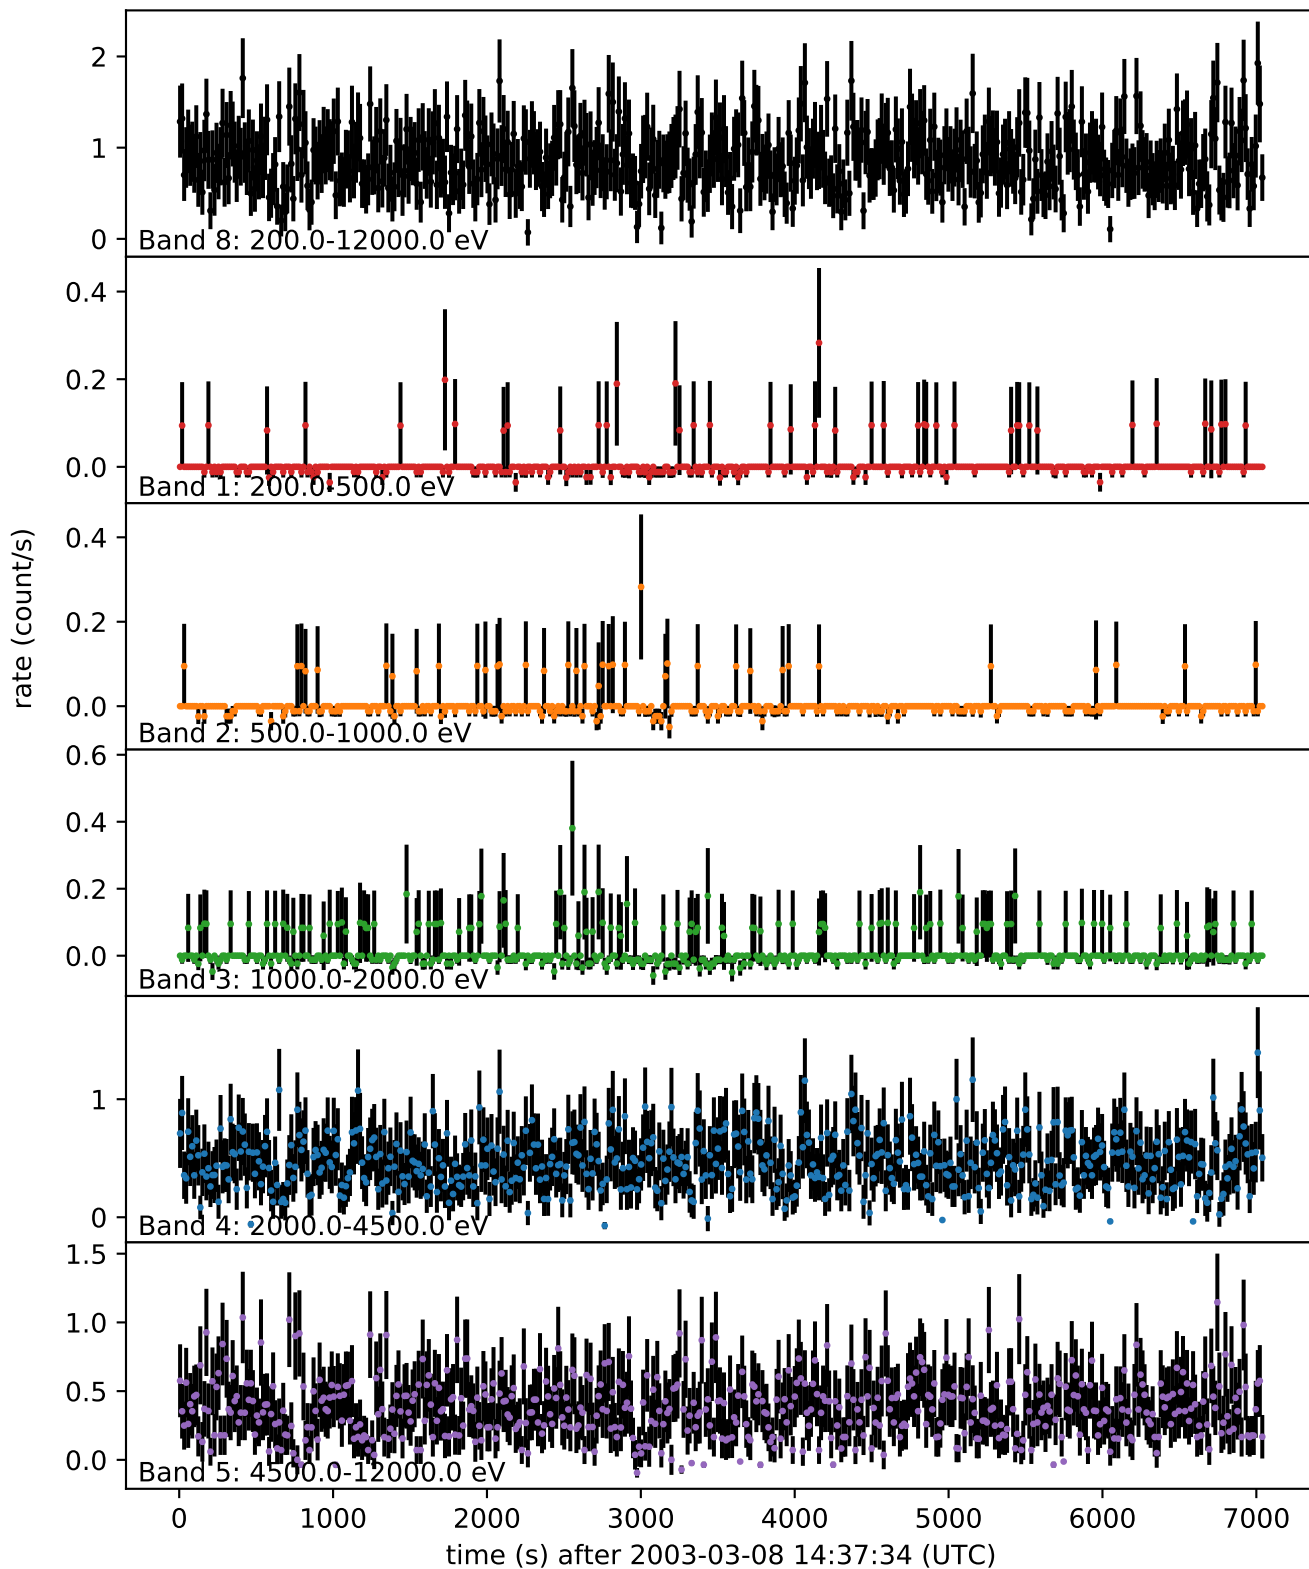 2
1
0
Band 8: 200.0-12000.0 eV
0.4
0.2
0.0
Band 1: 200.0-500.0 eV
rate (count/s)
0.4
0.2
0.0
Band 2: 500.0-1000.0 eV
0.6
0.4
0.2
0.0
Band 3: 1000.0-2000.0 eV
1
0
Band 4: 2000.0-4500.0 eV
1.5
1.0
0.5
0.0
Band 5: 4500.0-12000.0 eV
0 1000 2000 3000 4000 5000 6000 7000
time (s) after 2003-03-08 14:37:34 (UTC)